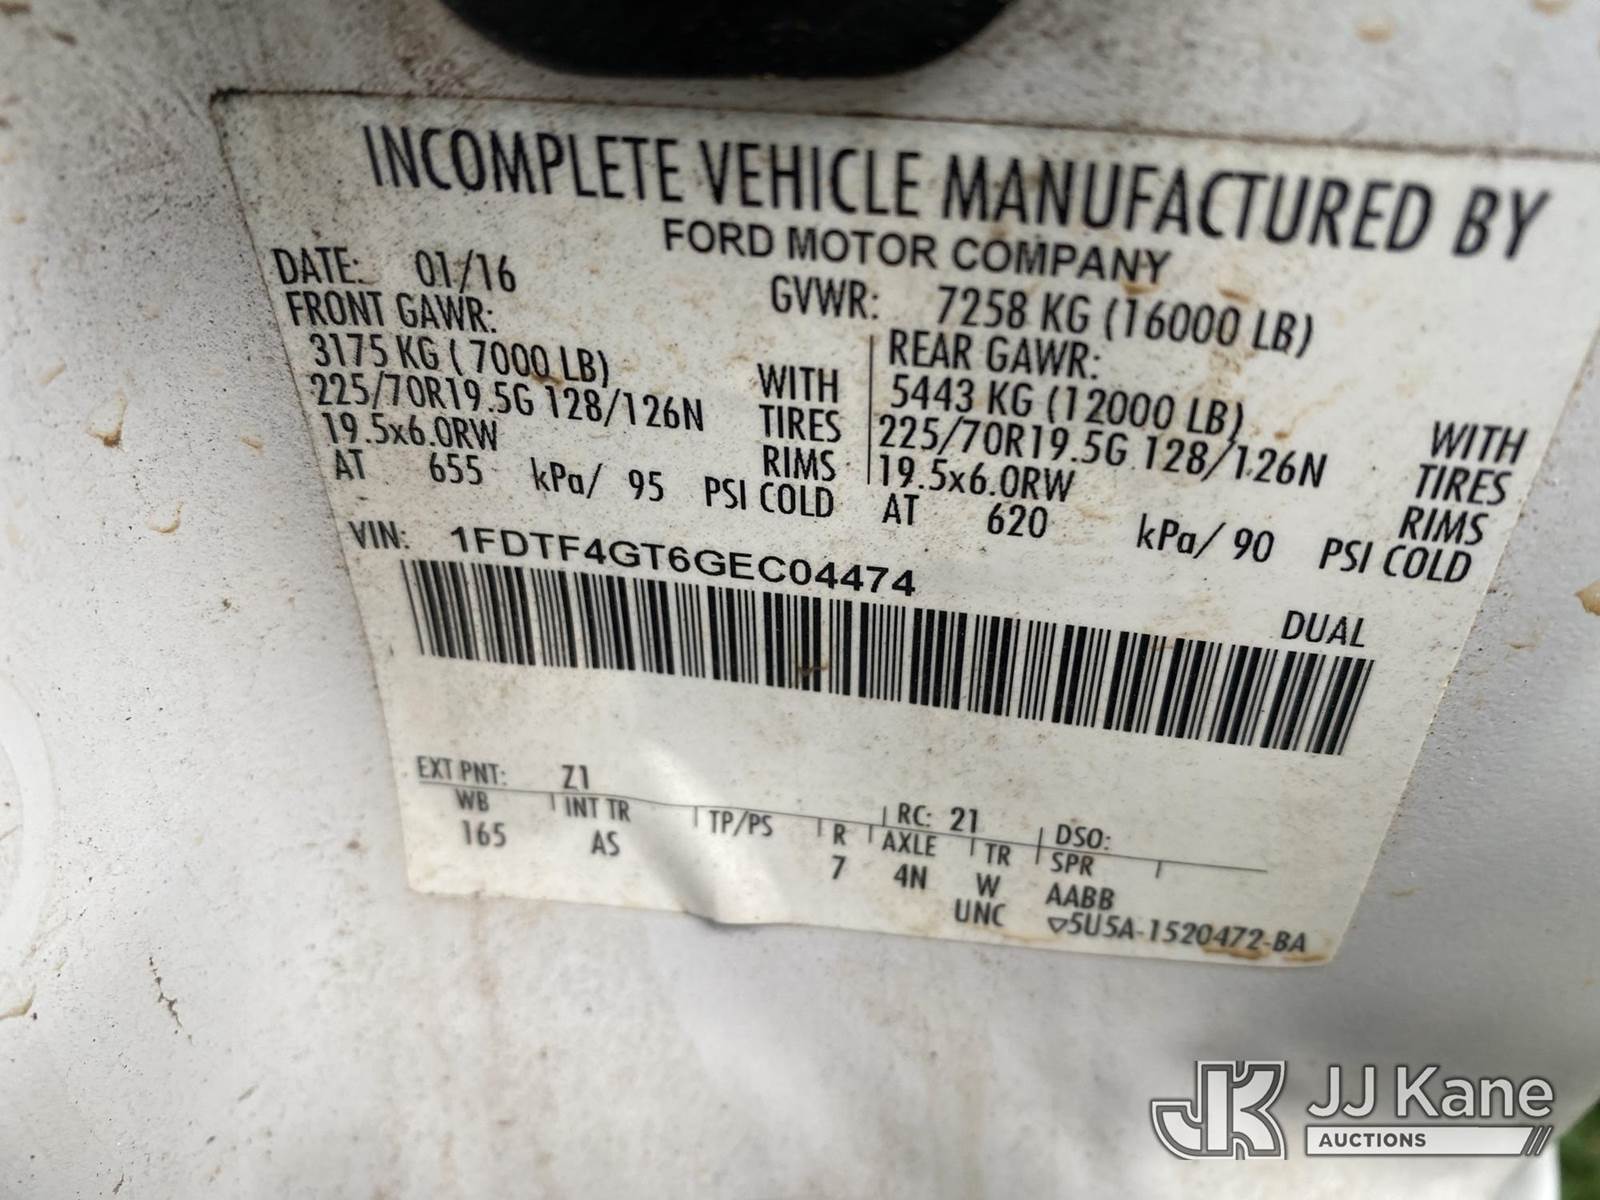 INCOMPLETE VEHICLE MANUFACTURED BY
FORD MOTOR COMPANY
DATE: 01/16 GVWR: 7258 KG (16000 LB)
FRONT GAWR: REAR GAWR:
3175 KG ( 7000 LB) WITH 5443 KG (12000 LB) WITH
225/70R19.5G 128/126N TIRES 225/70R19.5G 128/126N TIRES
19.5x6.0RW RIMS 19.5x6.0RW RIMS
AT 655 kPa/ 95 PSI COLD AT 620 kPa/ 90 PSI COLD
VIN: 1FDTF4GT6GEC04474
DUAL
EXT PNT: Z1 RC: 21 DSO:
WB INT TR TP/PS R AXLE TR SPR
165 AS 7 4N W AABB
UNC ▽5U5A-1520472-BA
JK JJ Kane
AUCTIONS